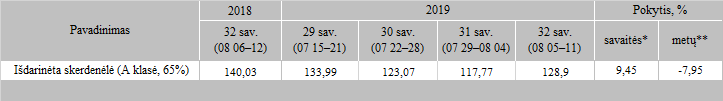 Pavadinimas 2018 2019 Pokytis, %
32 sav. (08 06–12) 29 sav. (07 15–21) 30 sav. (07 22–28) 31 sav. (07 29–08 04) 32 sav. (08 05–11) savaitės* metų**
Išdarinėta skerdenėlė (A klasė, 65%) 140,03 133,99 123,07 117,77 128,9 9,45 -7,95